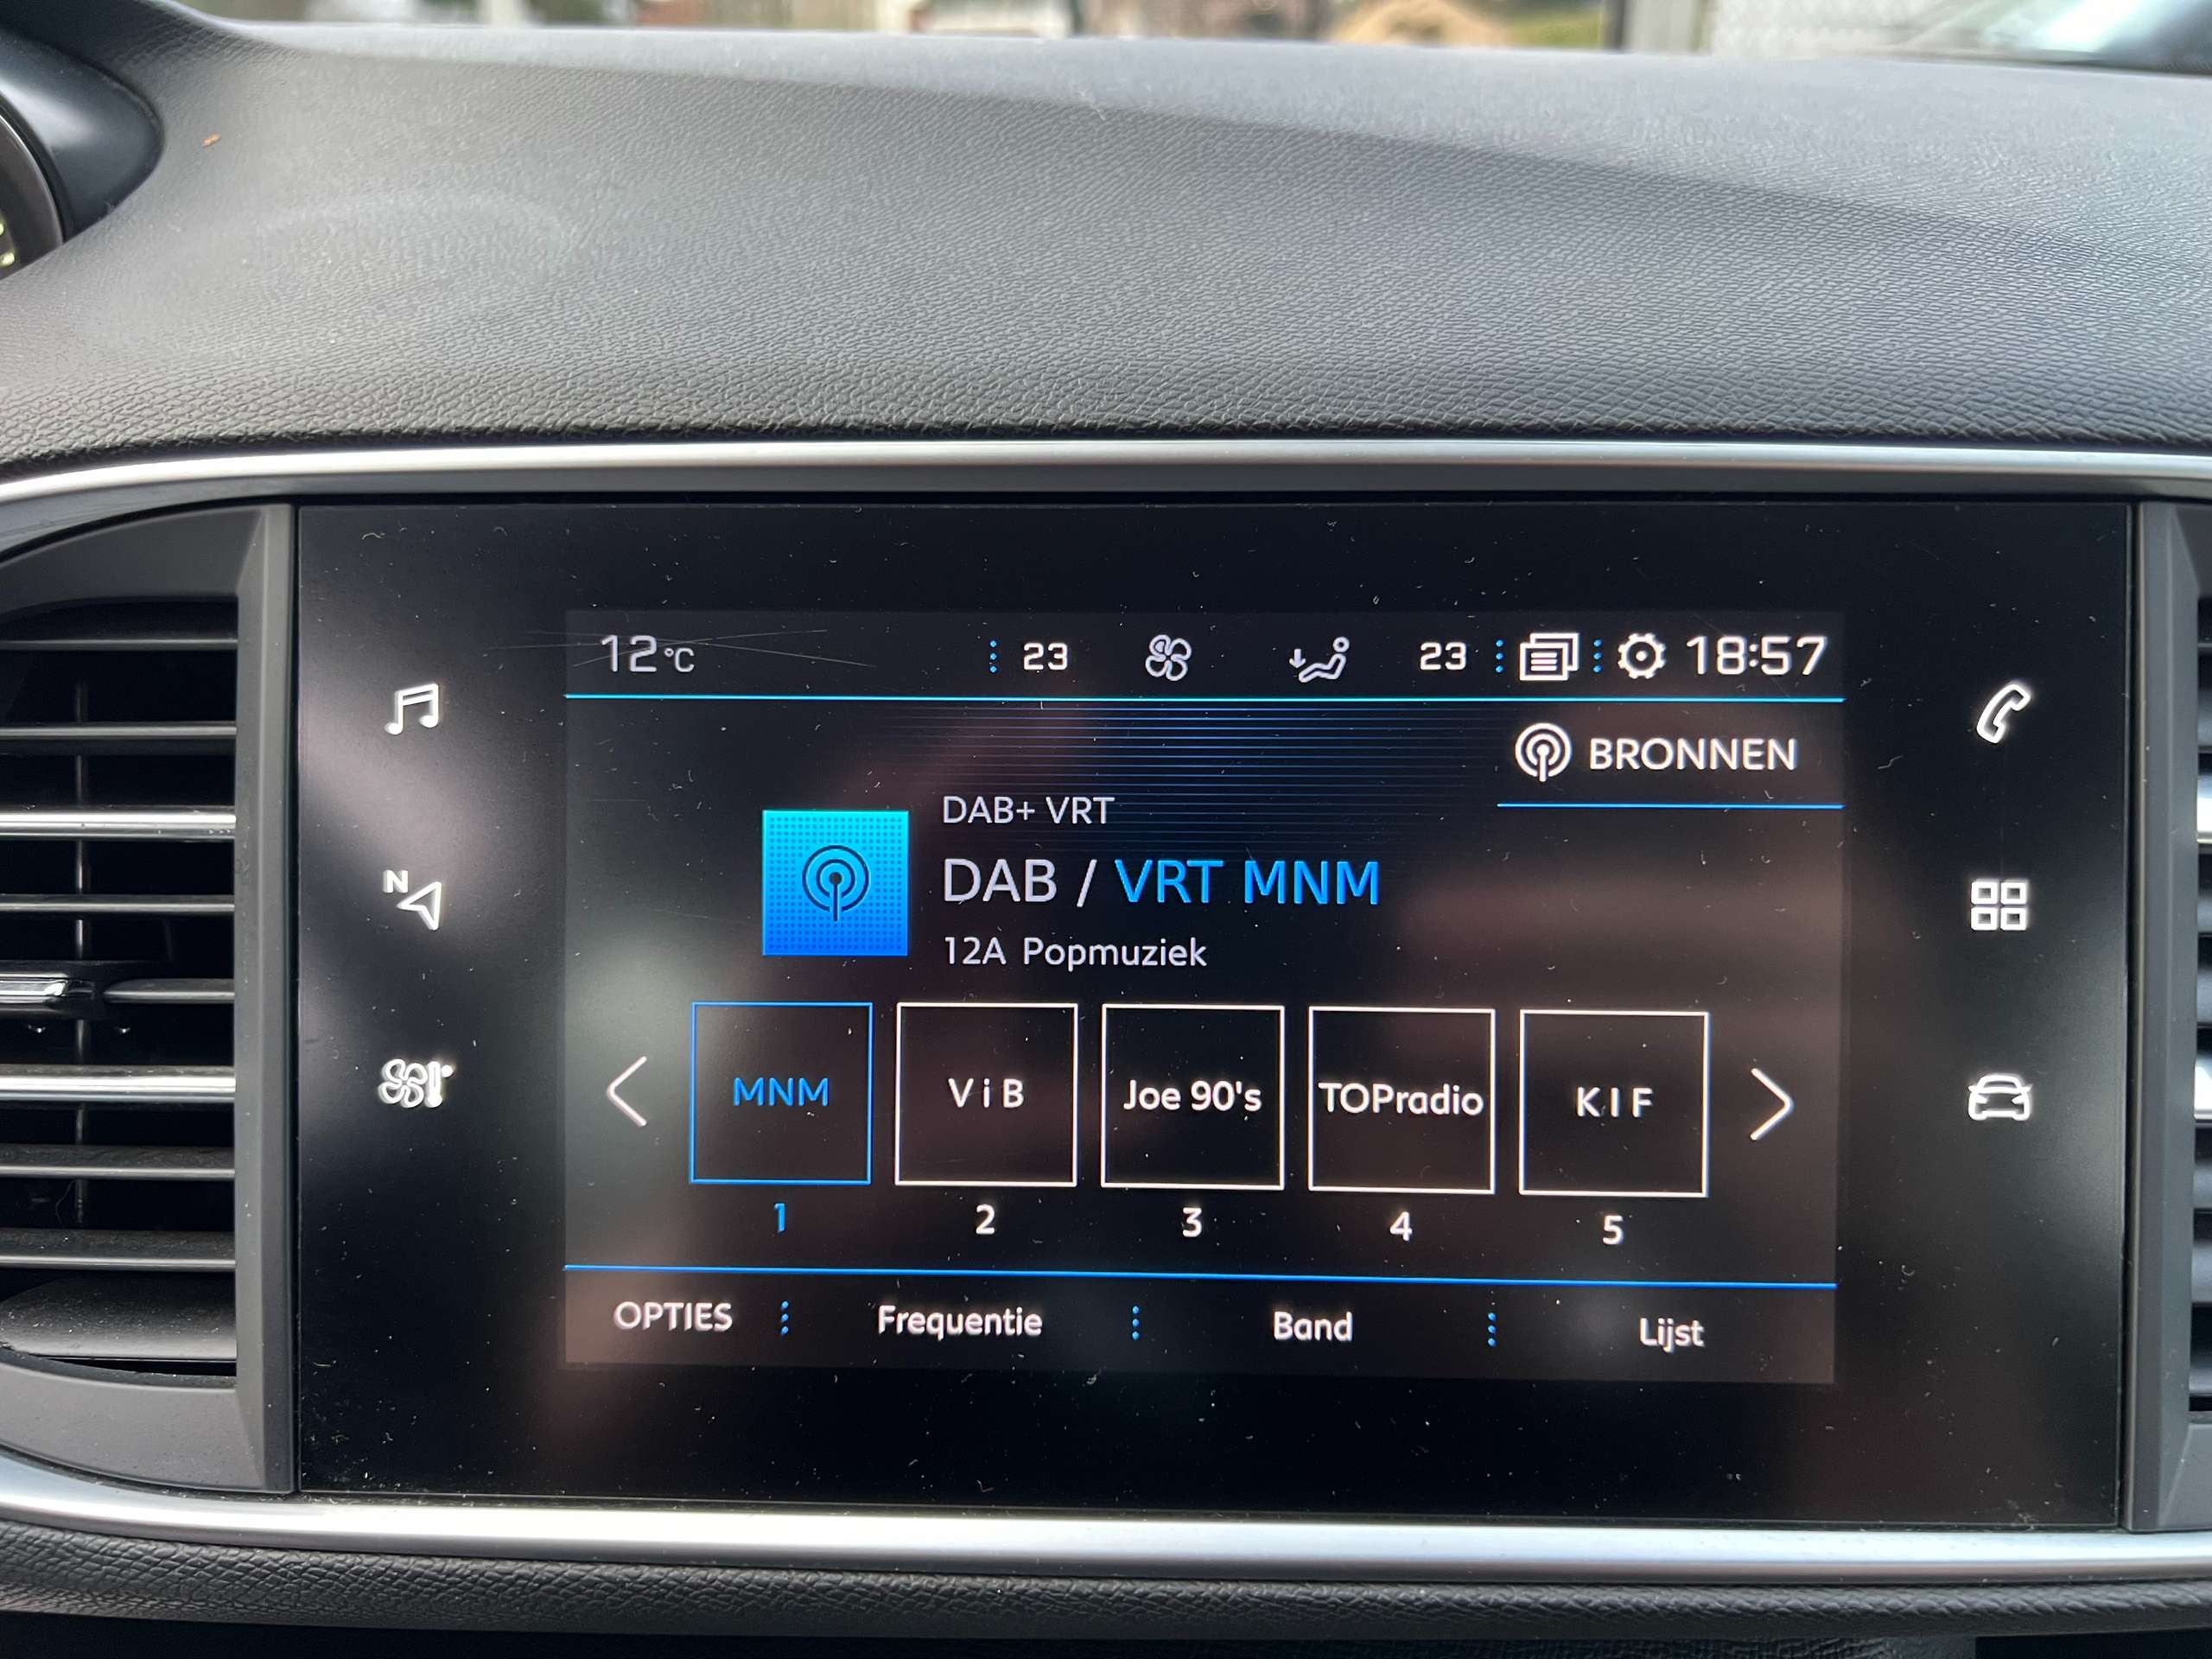 12°C 23 23 18:57
BRONNEN
DAB+ VRT
DAB / VRT MNM
12A Popmuziek
N
MNM ViB Joe 90's TOPradio KIF
1 2 3 4 5
OPTIES Frequentie Band Lijst